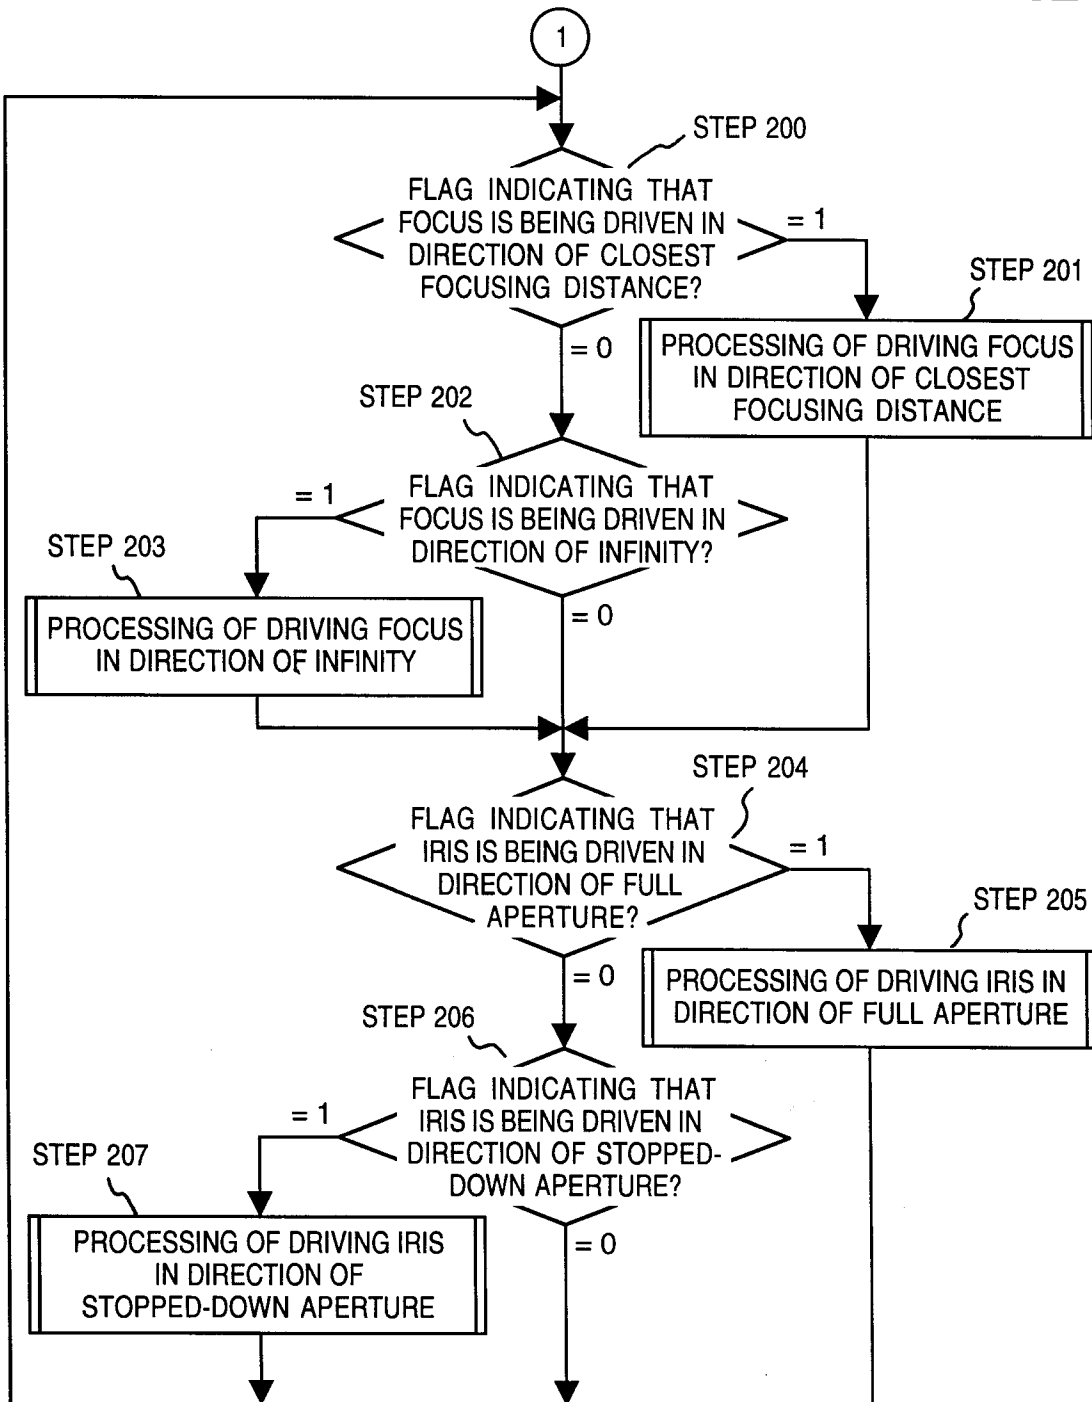 1
STEP 200
FLAG INDICATING THAT
FOCUS IS BEING DRIVEN IN
DIRECTION OF CLOSEST
FOCUSING DISTANCE?
= 1
= 0
STEP 201
PROCESSING OF DRIVING FOCUS
IN DIRECTION OF CLOSEST
FOCUSING DISTANCE
STEP 202
FLAG INDICATING THAT
FOCUS IS BEING DRIVEN IN
DIRECTION OF INFINITY?
= 1
= 0
STEP 203
PROCESSING OF DRIVING FOCUS
IN DIRECTION OF INFINITY
STEP 204
FLAG INDICATING THAT
IRIS IS BEING DRIVEN IN
DIRECTION OF FULL
APERTURE?
= 1
= 0
STEP 205
PROCESSING OF DRIVING IRIS IN
DIRECTION OF FULL APERTURE
STEP 206
FLAG INDICATING THAT
IRIS IS BEING DRIVEN IN
DIRECTION OF STOPPED-
DOWN APERTURE?
= 1
= 0
STEP 207
PROCESSING OF DRIVING IRIS
IN DIRECTION OF
STOPPED-DOWN APERTURE